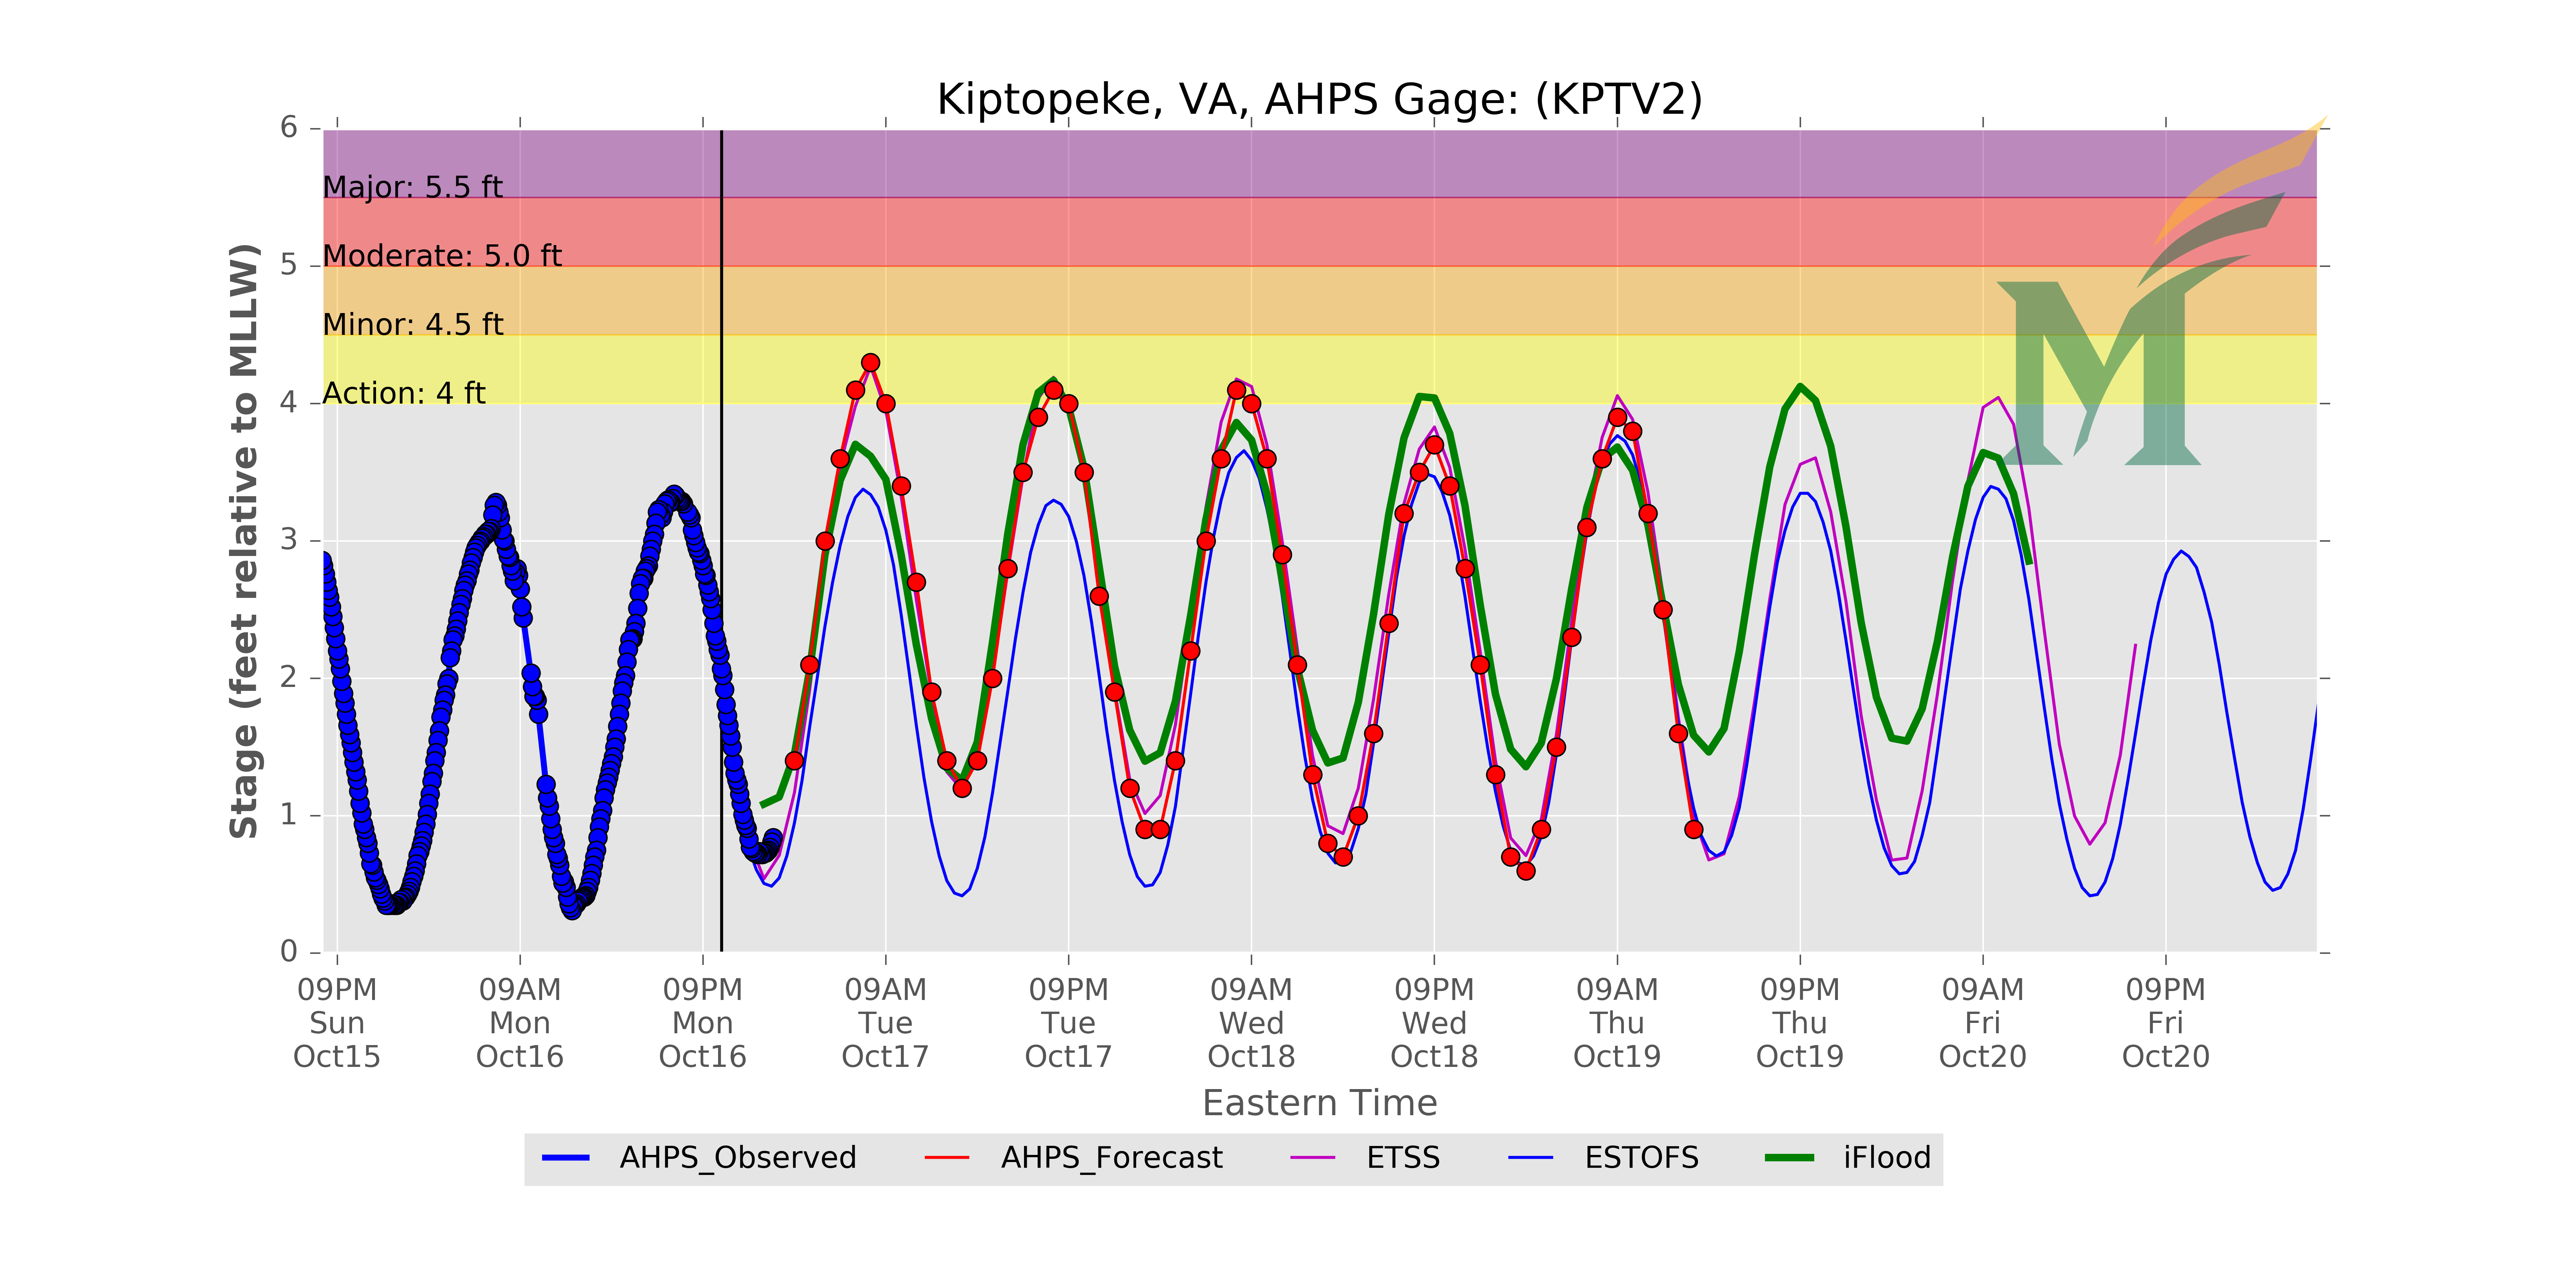 Kiptopeke, VA, AHPS Gage: (KPTV2)
6
Major: 5.5 ft
Moderate: 5.0 ft
5
Minor: 4.5 ft
Action: 4 ft
4
3
2
1
0
Stage (feet relative to MLLW)
M
09PM 09AM 09PM 09AM 09PM 09AM 09PM 09AM 09PM 09AM 09PM
Sun Mon Mon Tue Tue Wed Wed Thu Thu Fri Fri
Oct15 Oct16 Oct16 Oct17 Oct17 Oct18 Oct18 Oct19 Oct19 Oct20 Oct20
Eastern Time
AHPS_Observed AHPS_Forecast ETSS ESTOFS iFlood